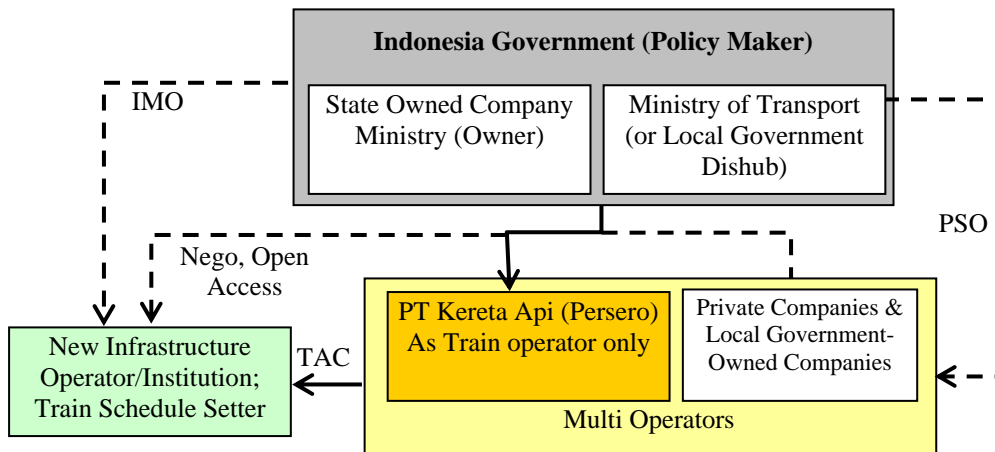 Indonesia Government (Policy Maker)
IMO
State Owned Company
Ministry (Owner)
Ministry of Transport
(or Local Government
Dishub)
PSO
Nego, Open
Access
PT Kereta Api (Persero)
As Train operator only
Private Companies &
Local Government-
Owned Companies
New Infrastructure
Operator/Institution;
Train Schedule Setter
TAC
Multi Operators